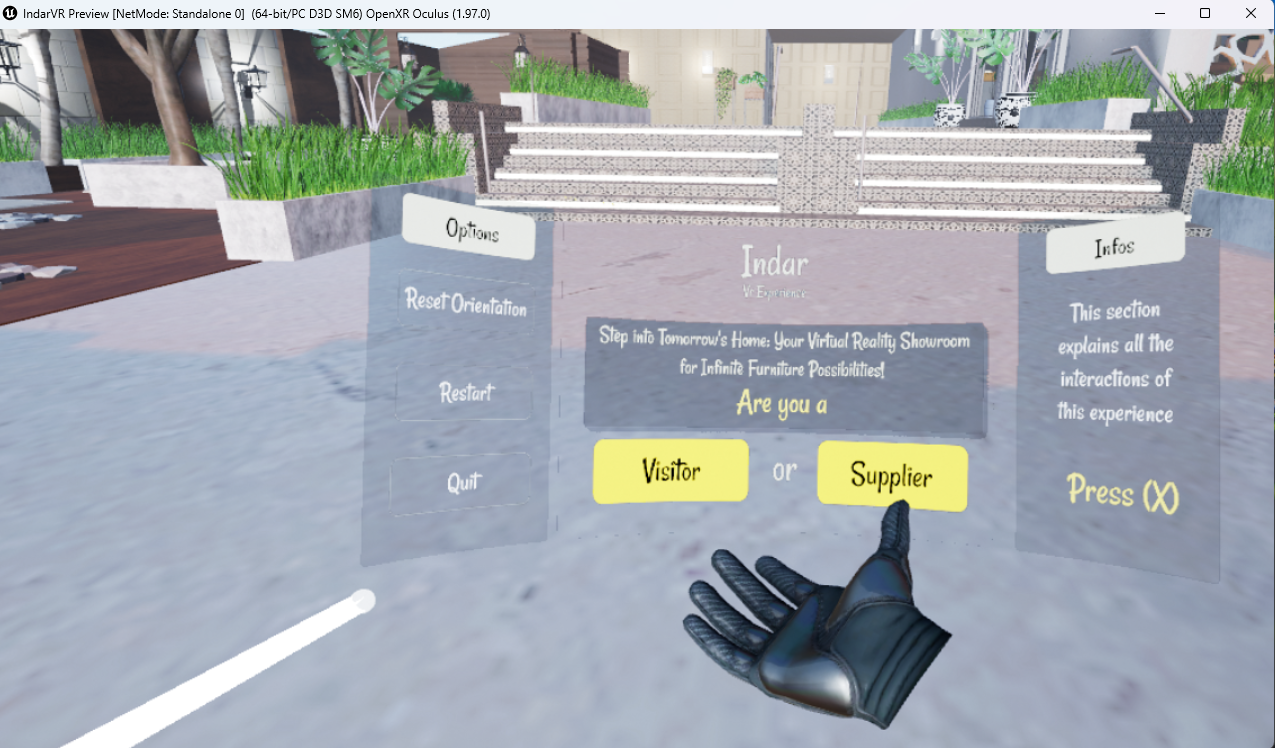 IndarVR Preview [NetMode: Standalone 0] (64-bit/PC D3D SM6) OpenXR Oculus (1.97.0)
Options
Reset Orientation
Restart
Quit
Indar
Vr Experience
Step into Tomorrow's Home: Your Virtual Reality Showroom
for Infinite Furniture Possibilities!
Are you a
Visitor
or
Supplier
Infos
This section
explains all the
interactions of
this experience
Press (X)